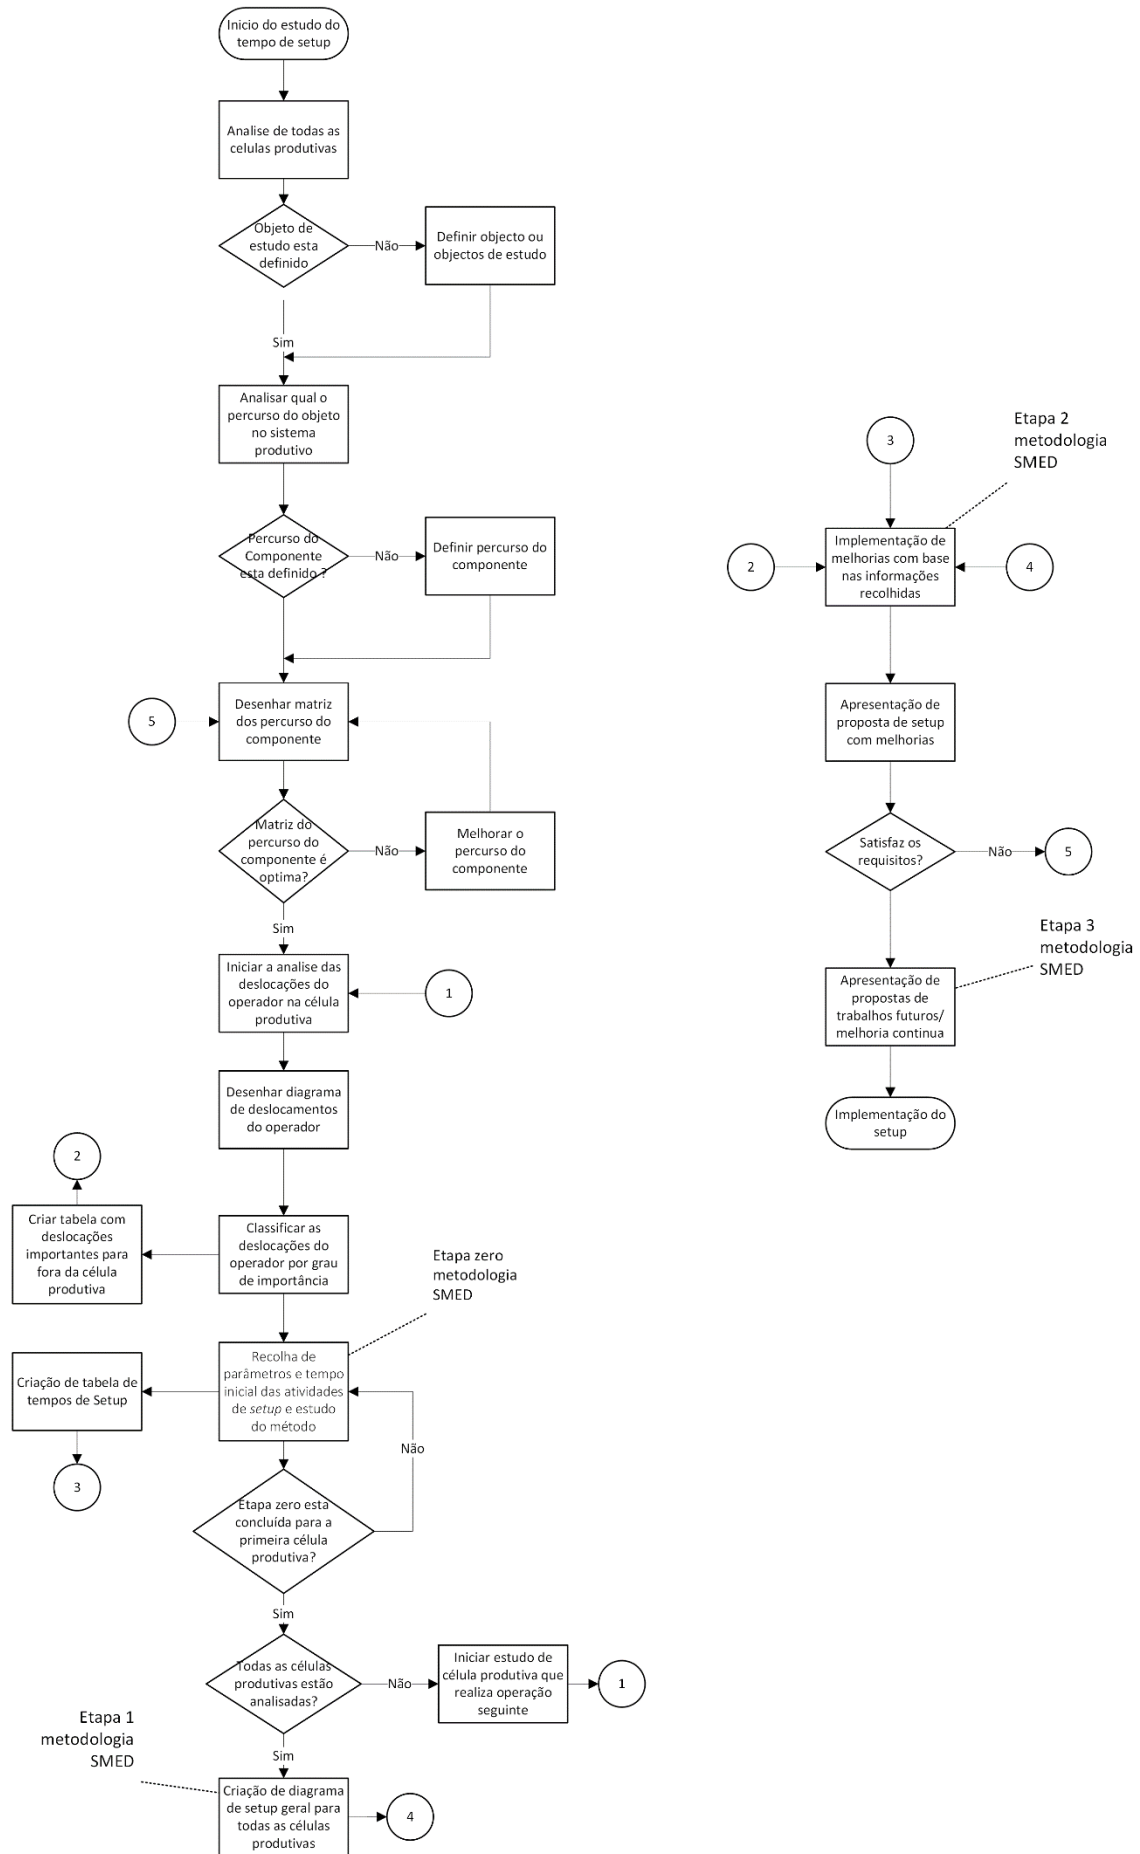 Inicio do estudo do
tempo de setup
Analise de todas as
celulas produtivas
Objeto de
estudo esta
definido
Não
Definir objecto ou
objectos de estudo
Sim
Analisar qual o
percurso do objeto
no sistema
produtivo
Percurso do
Componente
esta definido ?
Não
Definir percurso do
componente
5
Desenhar matriz
dos percurso do
componente
Matriz do
percurso do
componente é
optima?
Não
Melhorar o
percurso do
componente
Sim
Iniciar a analise das
deslocações do
operador na célula
produtiva
1
Desenhar diagrama
de deslocamentos
do operador
2
Criar tabela com
deslocações
importantes para
fora da célula
produtiva
Classificar as
deslocações do
operador por grau
de importância
Etapa zero
metodologia
SMED
Criação de tabela de
tempos de Setup
Recolha de
parâmetros e tempo
inicial das atividades
de setup e estudo
do método
3
Não
Etapa zero esta
concluída para a
primeira célula
produtiva?
Sim
Todas as células
produtivas estão
analisadas?
Não
Iniciar estudo de
célula produtiva que
realiza operação
seguinte
1
Etapa 1
metodologia
SMED
Sim
Criação de diagrama
de setup geral para
todas as células
produtivas
4
3
Etapa 2
metodologia
SMED
2
Implementação de
melhorias com base
nas informações
recolhidas
4
Apresentação de
proposta de setup
com melhorias
Satisfaz os
requisitos?
Não
5
Etapa 3
metodologia
SMED
Apresentação de
propostas de
trabalhos futuros/
melhoria continua
Implementação do
setup